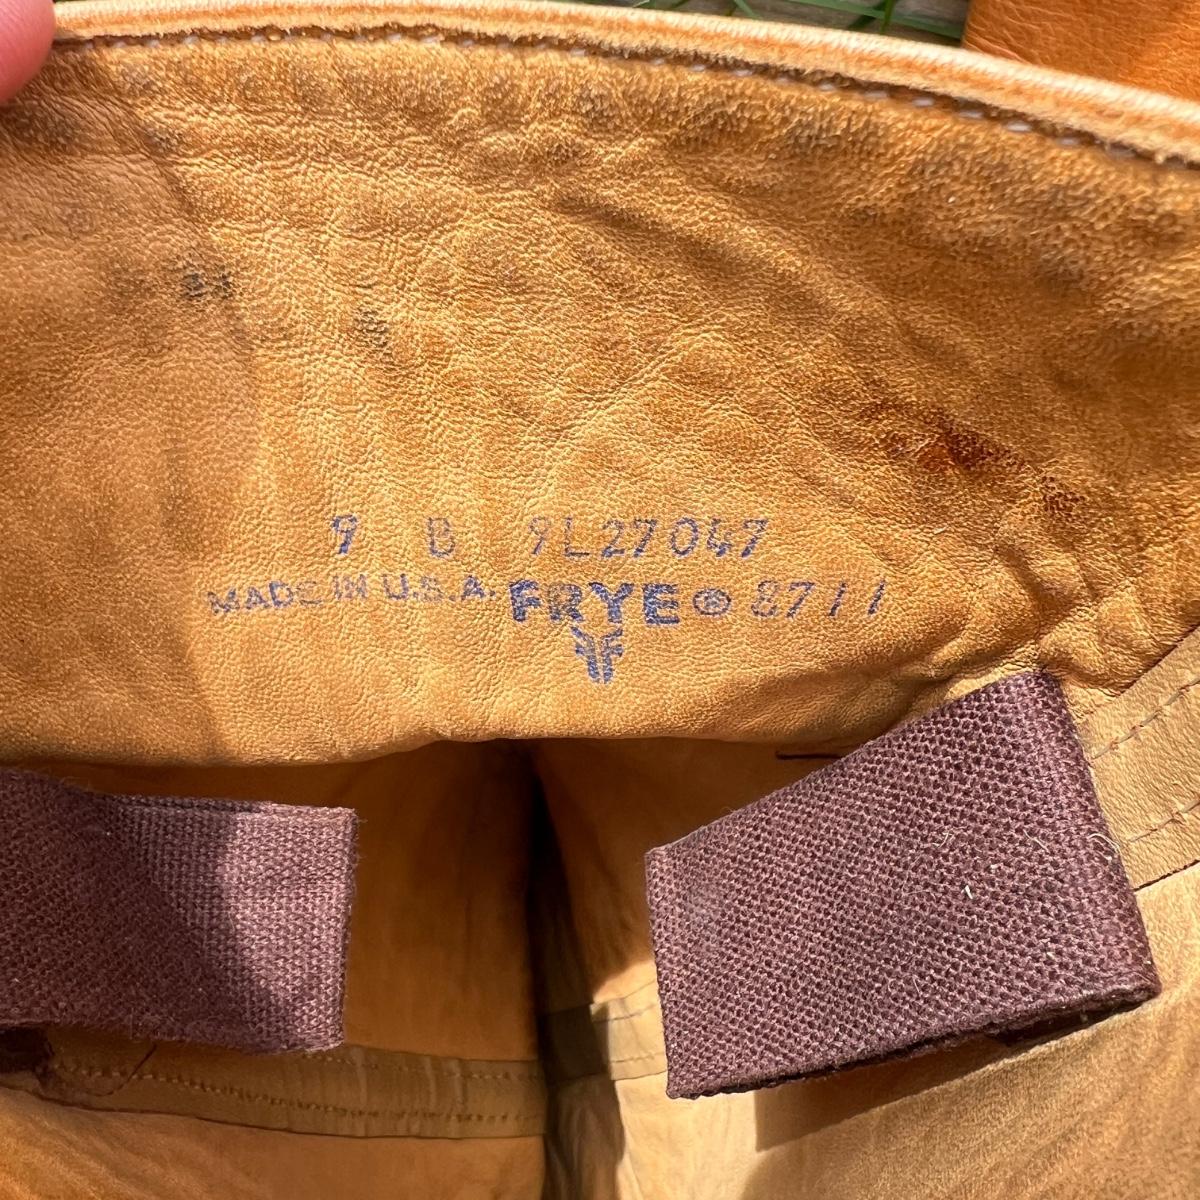 9 B 9L27047
MADE IN U.S.A. FRYE ® 8711